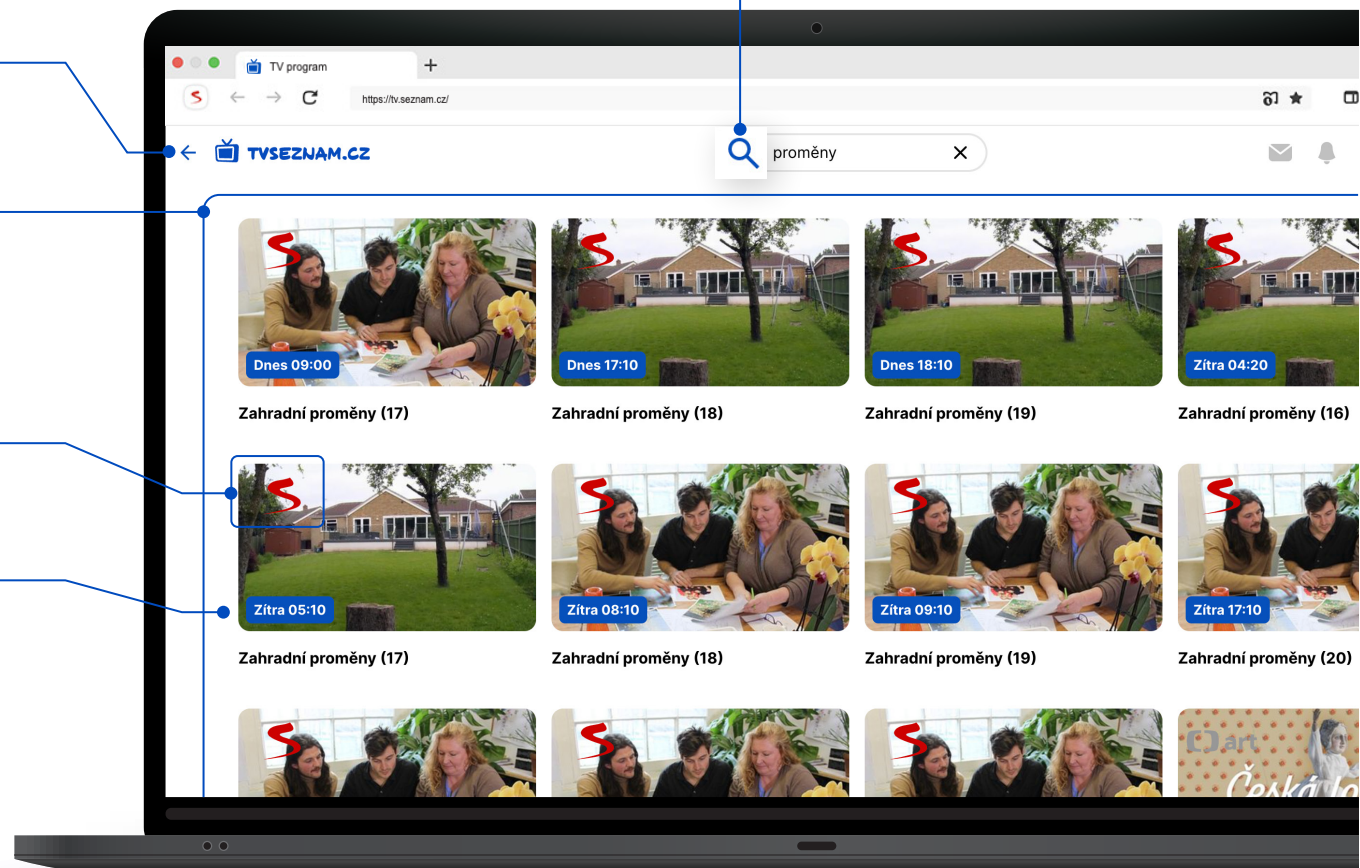 TV program
https://tv.seznam.cz/
TVSEZNAM.CZ
proměny
Dnes 09:00
Dnes 17:10
Dnes 18:10
Zítra 04:20
Zahradní proměny (17)
Zahradní proměny (18)
Zahradní proměny (19)
Zahradní proměny (16)
Zítra 05:10
Zítra 08:10
Zítra 09:10
Zítra 17:10
Zahradní proměny (17)
Zahradní proměny (18)
Zahradní proměny (19)
Zahradní proměny (20)
art
Česká